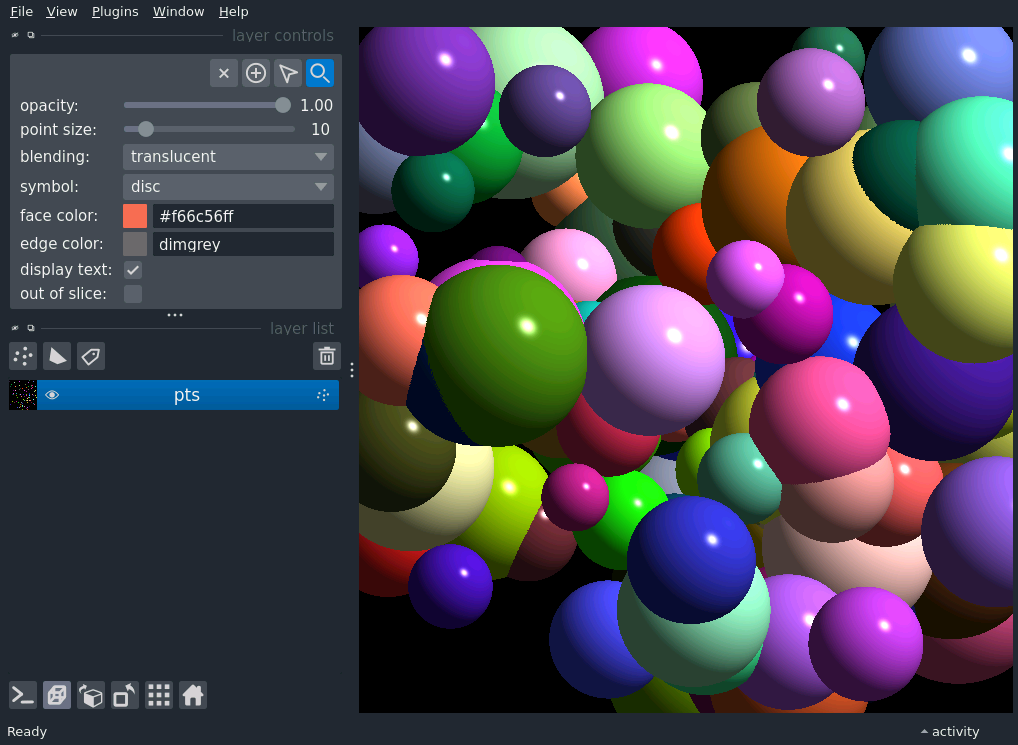 File View Plugins Window Help
layer controls
opacity: 1.00
point size: 10
blending: translucent
symbol: disc
face color: #f66c56ff
edge color: dimgrey
display text:
out of slice:
layer list
pts
Ready activity